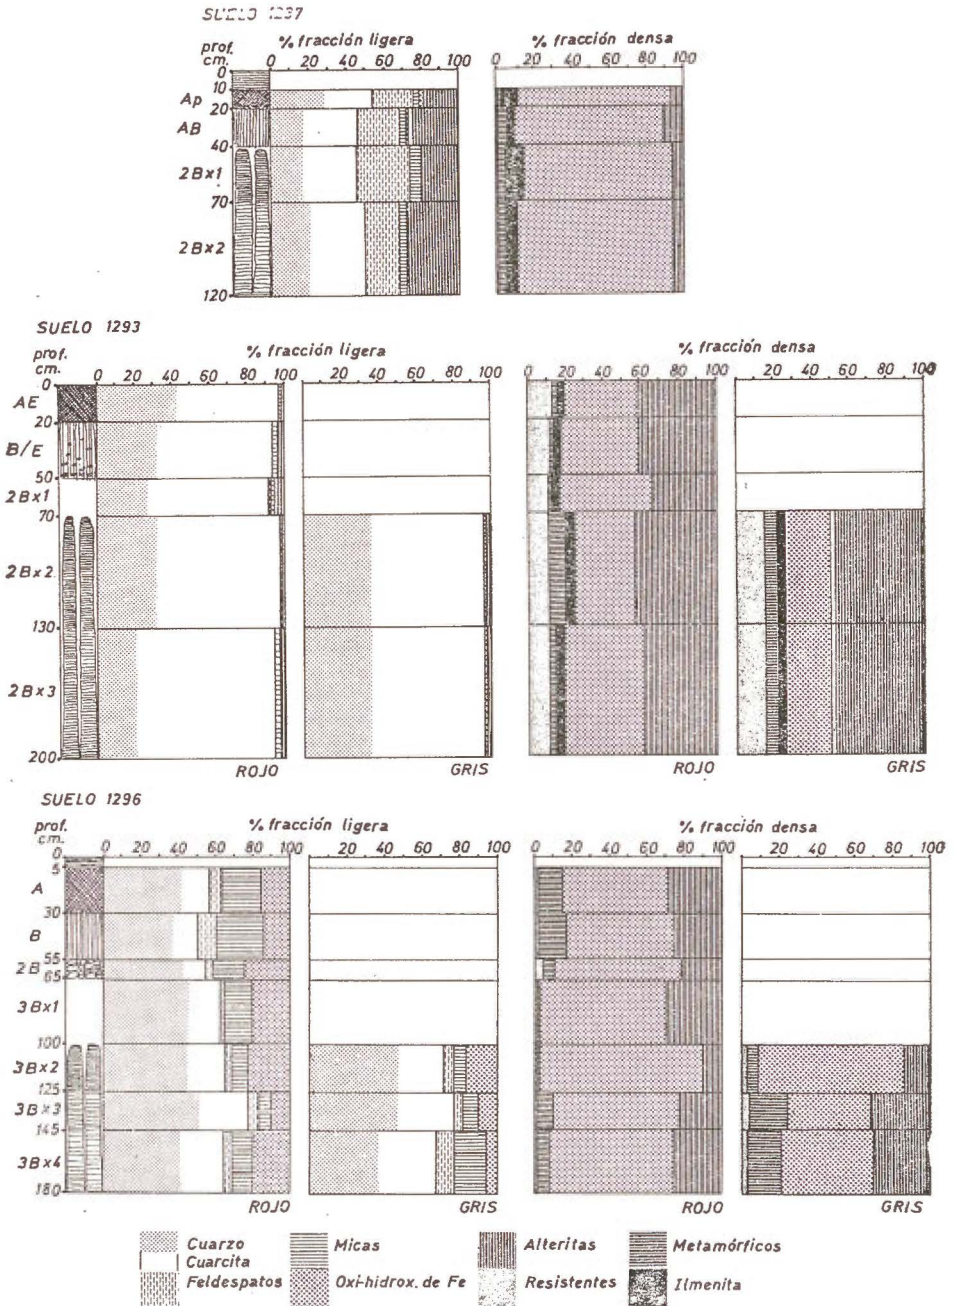 SUELO 1297
% fracción ligera
% fracción densa
prof. cm.
0 20 40 60 80 100
0 20 40 60 80 100
0
10
Ap
20
AB
40
2Bx1
70
2Bx2
120
SUELO 1293
% fracción ligera
% fracción densa
prof. cm.
0 20 40 60 80 100
0 20 40 60 80 100
0 20 40 60 80 100
0 20 40 60 80 100
0
AE
20
B/E
50
2Bx1
70
2Bx2
130
2Bx3
200
ROJO GRIS ROJO GRIS
SUELO 1296
% fracción ligera
% fracción densa
prof. cm.
0 20 40 60 80 100
0 20 40 60 80 100
0 20 40 60 80 100
0 20 40 60 80 100
0
5
A
30
B
55
2B
65
3Bx1
100
3Bx2
125
3Bx3
145
3Bx4
180
ROJO GRIS ROJO GRIS
Cuarzo
Cuarcita
Feldespatos
Micas
Oxi-hidrox. de Fe
Alteritas
Resistentes
Metamórficos
Ilmenita